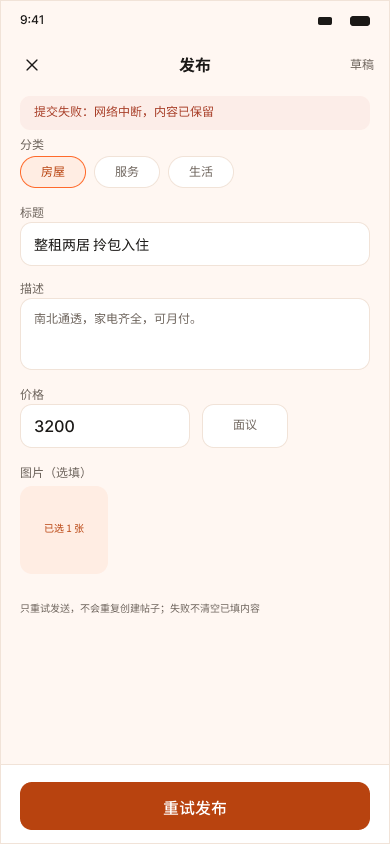 9:41
发布
草稿
提交失败：网络中断，内容已保留
分类
房屋
服务
生活
标题
整租两居 拎包入住
描述
南北通透，家电齐全，可月付。
价格
3200
面议
图片（选填）
已选 1 张
只重试发送，不会重复创建帖子；失败不清空已填内容
重试发布